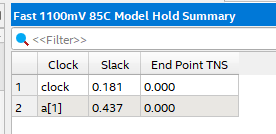 Fast 1100mV 85C Model Hold Summary
<<Filter>>
Clock Slack End Point TNS
1 clock 0.181 0.000
2 a[1] 0.437 0.000